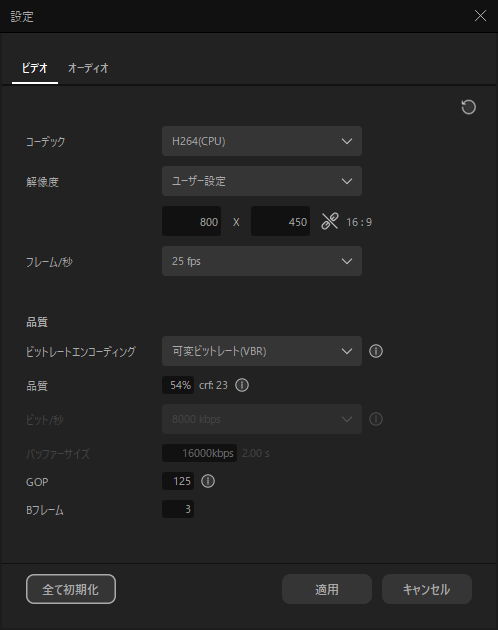 設定
ビデオ オーディオ
コーデック H264(CPU)
解像度 ユーザー設定
800 X 450 16 : 9
フレーム/秒 25 fps
品質
ビットレートエンコーディング 可変ビットレート(VBR)
品質 54% crf: 23
ビット/秒 8000 kbps
バッファーサイズ 16000kbps 2.00 s
GOP 125
Bフレーム 3
全て初期化 適用 キャンセル